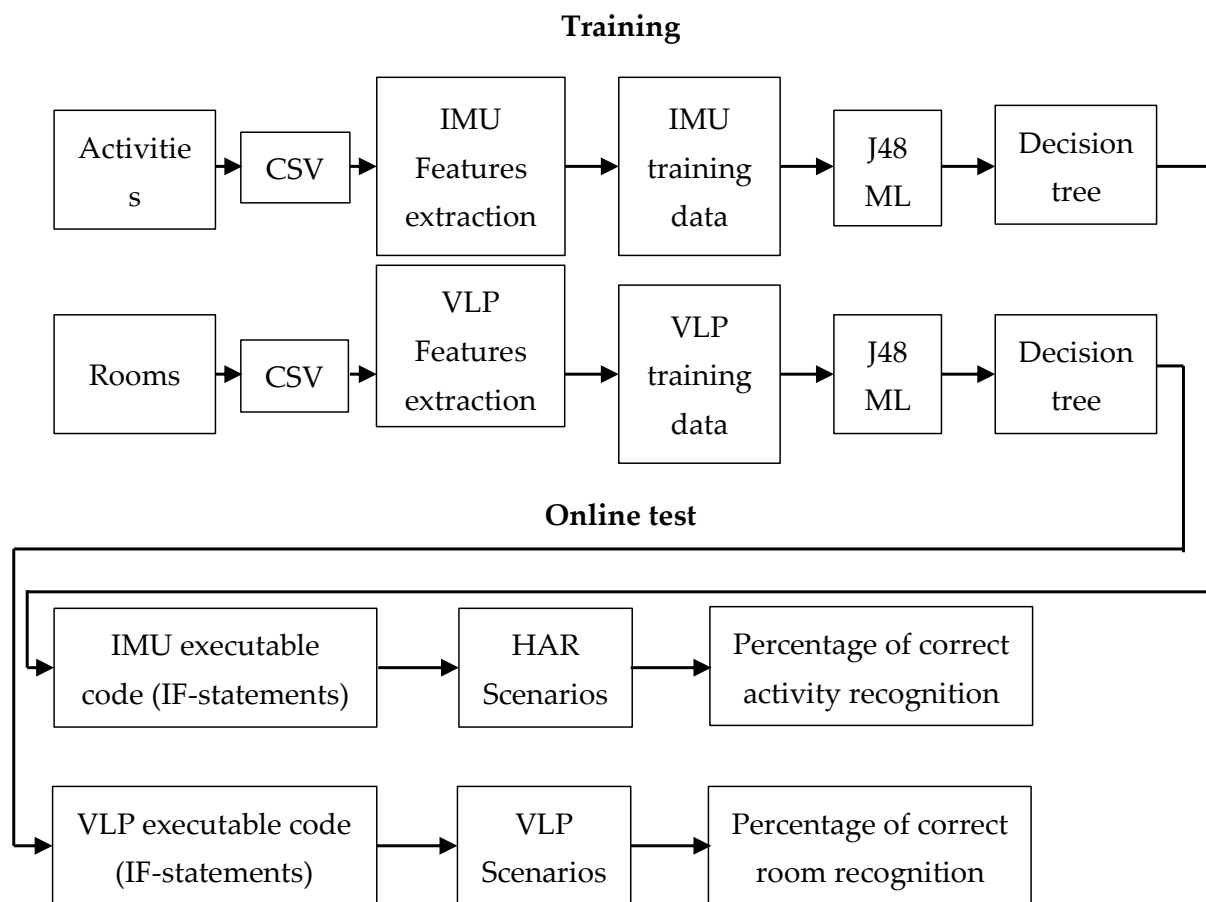 Training
Activitie
s
CSV
IMU
Features
extraction
IMU
training
data
J48
ML
Decision
tree
Rooms
CSV
VLP
Features
extraction
VLP
training
data
J48
ML
Decision
tree
Online test
IMU executable
code (IF-statements)
HAR
Scenarios
Percentage of correct
activity recognition
VLP executable code
(IF-statements)
VLP
Scenarios
Percentage of correct
room recognition